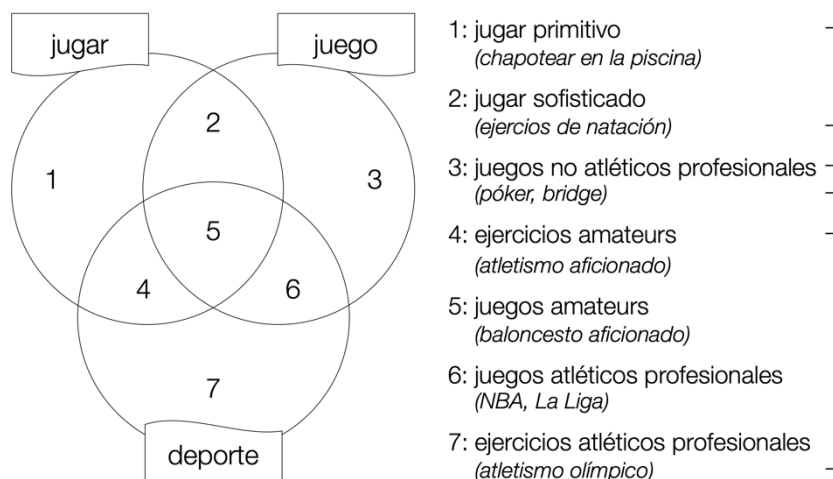 jugar
juego
2
1
3
5
4
6
7
deporte
1: jugar primitivo
(chapotear en la piscina)
2: jugar sofisticado
(ejercios de natación)
3: juegos no atléticos profesionales
(póker, bridge)
4: ejercicios amateurs
(atletismo aficionado)
5: juegos amateurs
(baloncesto aficionado)
6: juegos atléticos profesionales
(NBA, La Liga)
7: ejercicios atléticos profesionales
(atletismo olímpico)